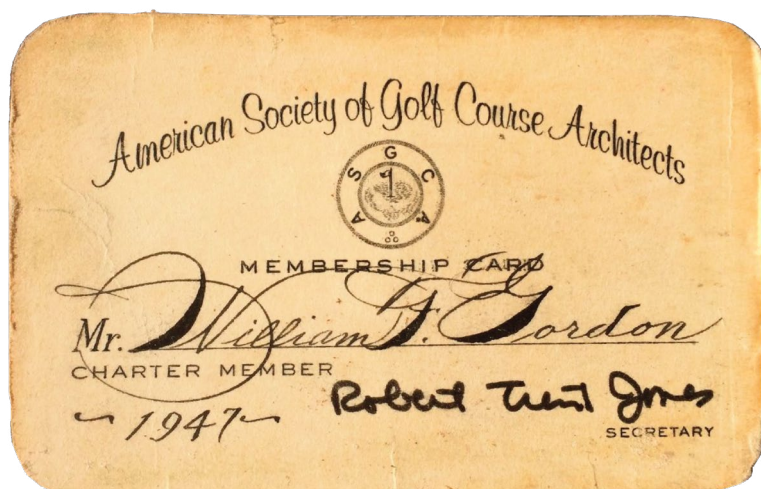 American Society of Golf Course Architects
A S G C A
MEMBERSHIP CARD
Mr. William F. Gordon
CHARTER MEMBER
~1947~
Robert Trent Jones
SECRETARY